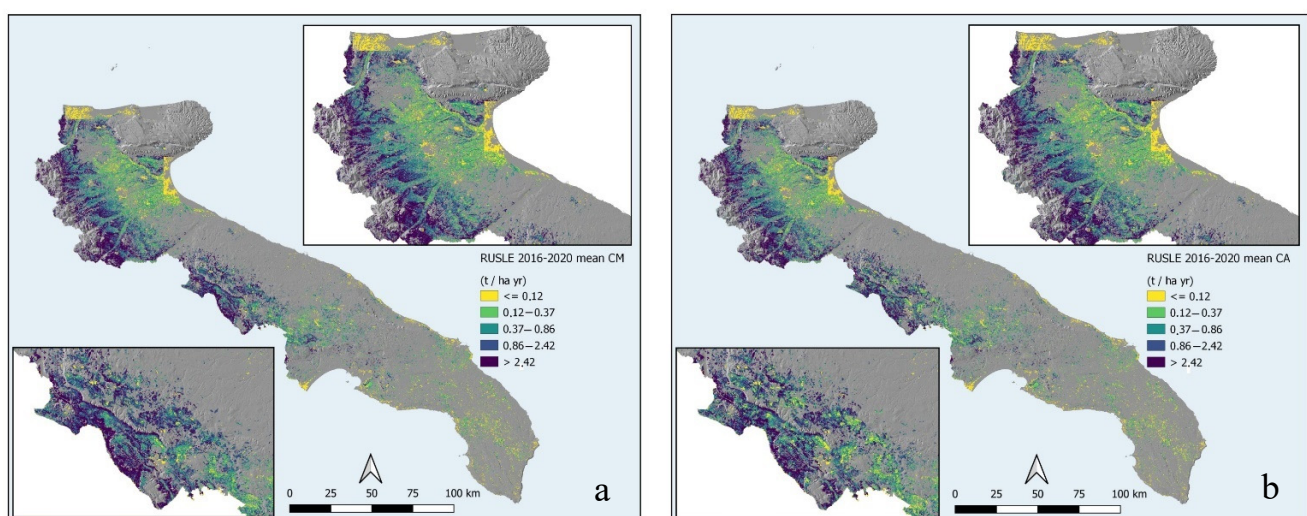 RUSLE 2016-2020 mean CM
(t / ha yr)
<= 0.12
0.12–0.37
0.37–0.86
0.86–2.42
> 2.42
0 25 50 75 100 km
a
RUSLE 2016-2020 mean CA
(t / ha yr)
<= 0.12
0.12–0.37
0.37–0.86
0.86–2.42
> 2.42
0 25 50 75 100 km
b